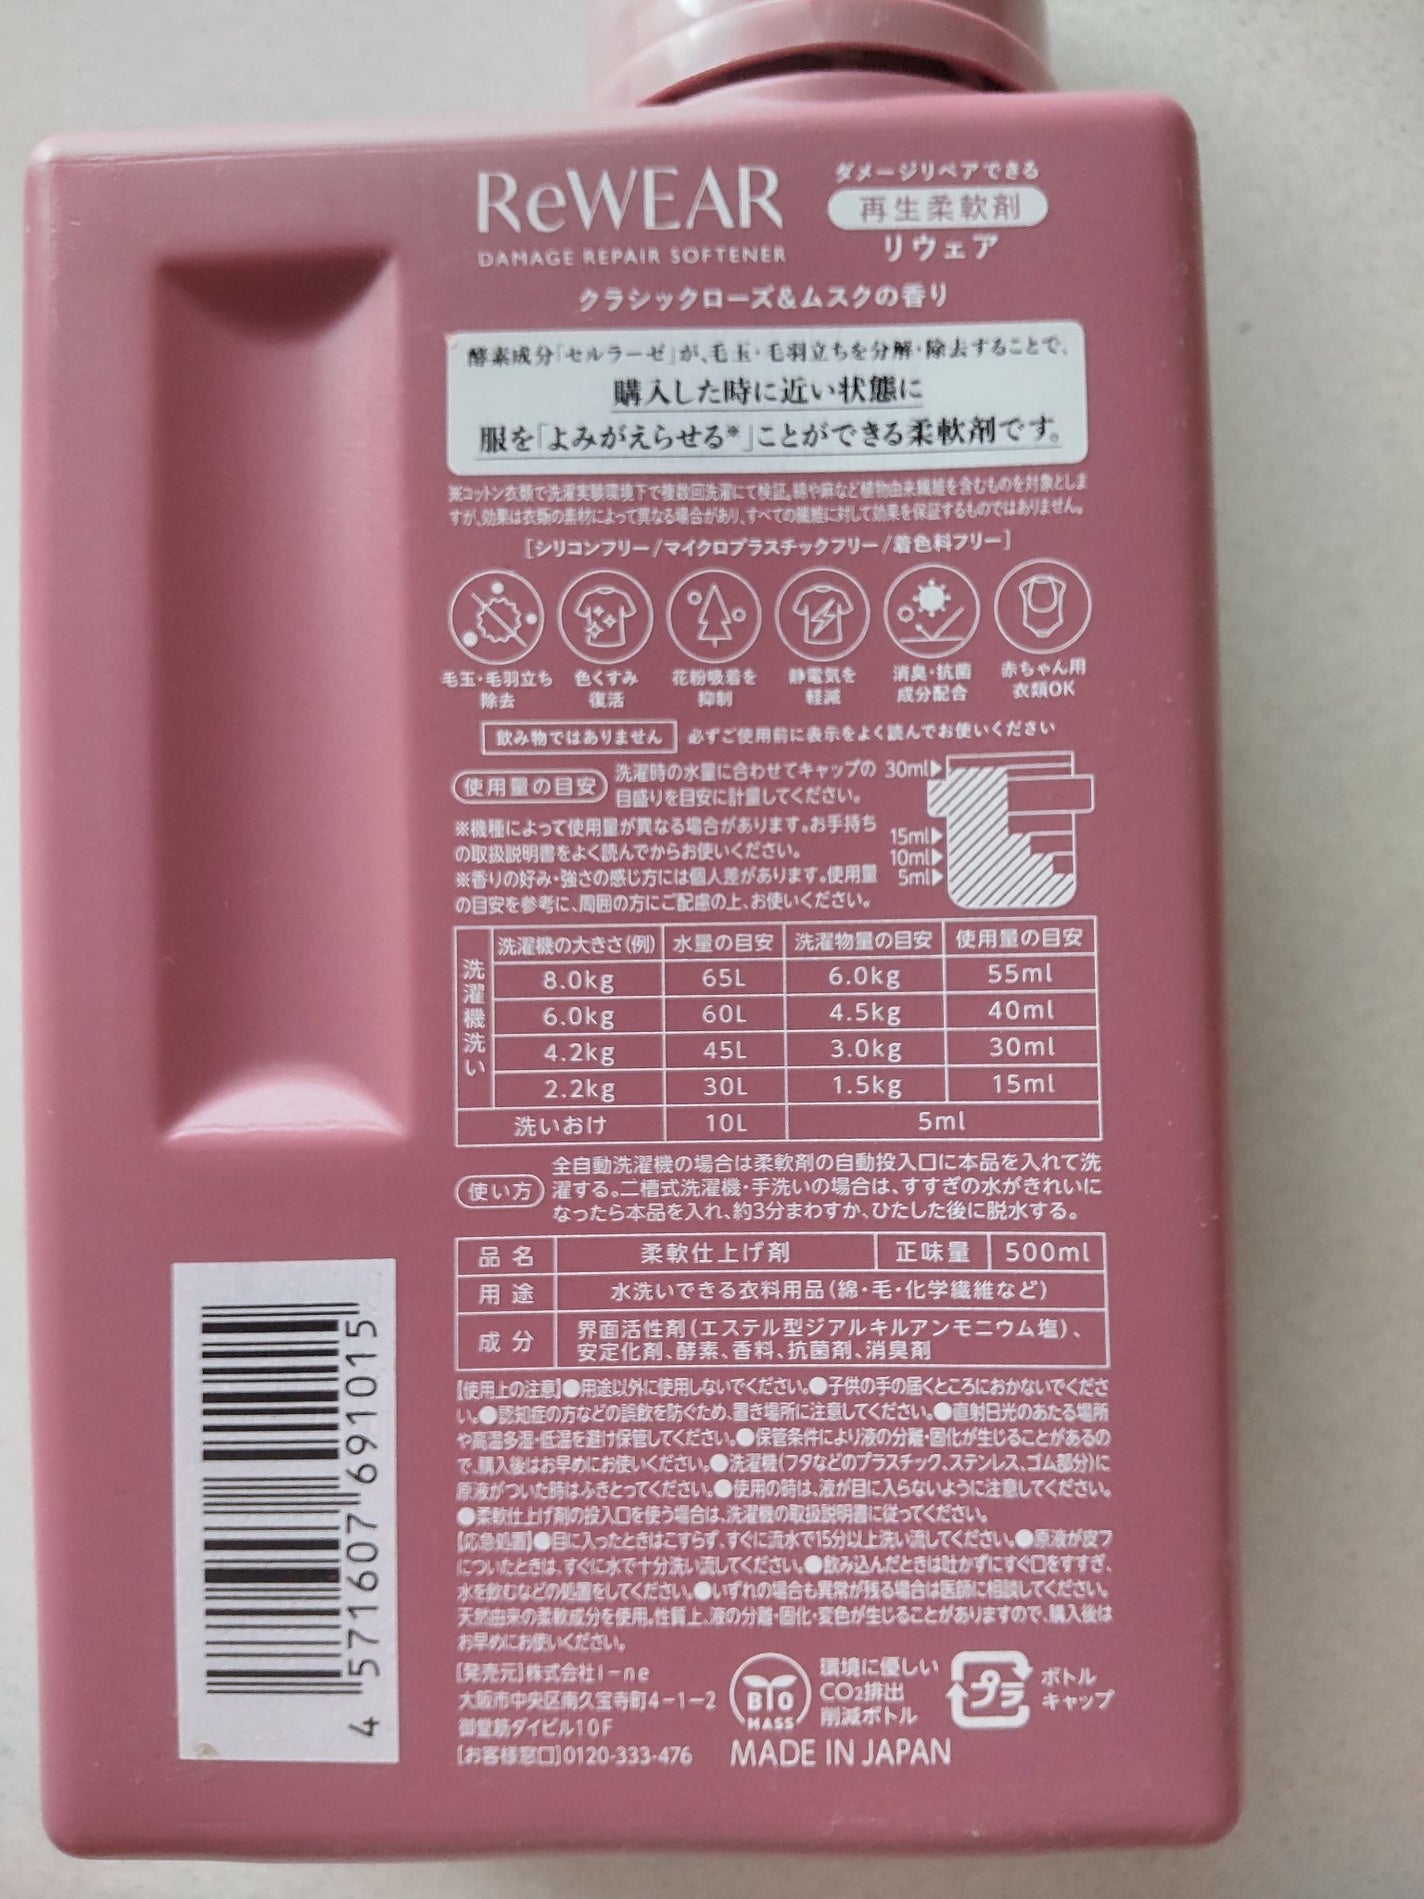 ReWEAR
DAMAGE REPAIR SOFTENER
ダメージリペアできる
再生柔軟剤
リウェア
クラシックローズ&ムスクの香り
酵素成分「セルラーゼ」が、毛玉・毛羽立ちを分解・除去することで、
購入した時に近い状態に
服を「よみがえらせる※」ことができる柔軟剤です。
※コットン衣類で洗濯実験環境下で複数回洗濯にて検証。綿や麻など植物由来繊維を含むものを対象としま
すが、効果は衣類の素材によって異なる場合があり、すべての繊維に対して効果を保証するものではありません。
[シリコンフリー/マイクロプラスチックフリー/着色料フリー]
毛玉・毛羽立ち
除去
色くすみ
復活
花粉吸着を
抑制
静電気を
軽減
消臭・抗菌
成分配合
赤ちゃん用
衣類OK
飲み物ではありません 必ずご使用前に表示をよく読んでお使いください
使用量の目安
洗濯時の水量に合わせてキャップの
目盛りを目安に計量してください。
※機種によって使用量が異なる場合があります。お手持ち
の取扱説明書をよく読んでからお使いください。
※香りの好み・強さの感じ方には個人差があります。使用量
の目安を参考に、周囲の方にご配慮の上、お使いください。
30ml
15ml
10ml
5ml
洗濯機洗い
洗濯機の大きさ(例) 水量の目安 洗濯物量の目安 使用量の目安
8.0kg 65L 6.0kg 55ml
6.0kg 60L 4.5kg 40ml
4.2kg 45L 3.0kg 30ml
2.2kg 30L 1.5kg 15ml
洗いおけ 10L 5ml
使い方
全自動洗濯機の場合は柔軟剤の自動投入口に本品を入れて洗
濯する。二槽式洗濯機・手洗いの場合は、すすぎの水がきれいに
なったら本品を入れ、約3分まわすか、ひたした後に脱水する。
品名 柔軟仕上げ剤 正味量 500ml
用途 水洗いできる衣料用品(綿・毛・化学繊維など)
成分 界面活性剤(エステル型ジアルキルアンモニウム塩)、
安定化剤、酵素、香料、抗菌剤、消臭剤
【使用上の注意】●用途以外に使用しないでください。●子供の手の届くところにおかないでくださ
い。●認知症の方などの誤飲を防ぐため、置き場所に注意してください。●直射日光のあたる場所
や高温多湿・低温を避け保管してください。●保管条件により液の分離・固化が生じることがあるの
で、購入後はお早めにお使いください。●洗濯機(フタなどのプラスチック、ステンレス、ゴム部分)に
原液がついた時はふきとってください。●使用の時は、液が目に入らないように注意してください。
●柔軟仕上げ剤の投入口を使う場合は、洗濯機の取扱説明書に従ってください。
【応急処置】●目に入ったときはこすらず、すぐに流水で15分以上洗い流してください。●原液が皮フ
についたときは、すぐに水で十分洗い流してください。●飲み込んだときは吐かずにすぐ口をすすぎ、
水を飲むなどの処置をしてください。●いずれの場合も異常が残る場合は医師に相談してください。
天然由来の柔軟成分を使用。性質上、液の分離・固化・変色が生じることがありますので、購入後は
お早めにお使いください。
[発売元]株式会社I-ne
大阪市中央区南久宝寺町4-1-2
御堂筋ダイビル10F
[お客様窓口]0120-333-476
BIO
MASS
環境に優しい
CO2排出
削減ボトル
プラ
ボトル
キャップ
MADE IN JAPAN
4571607691015